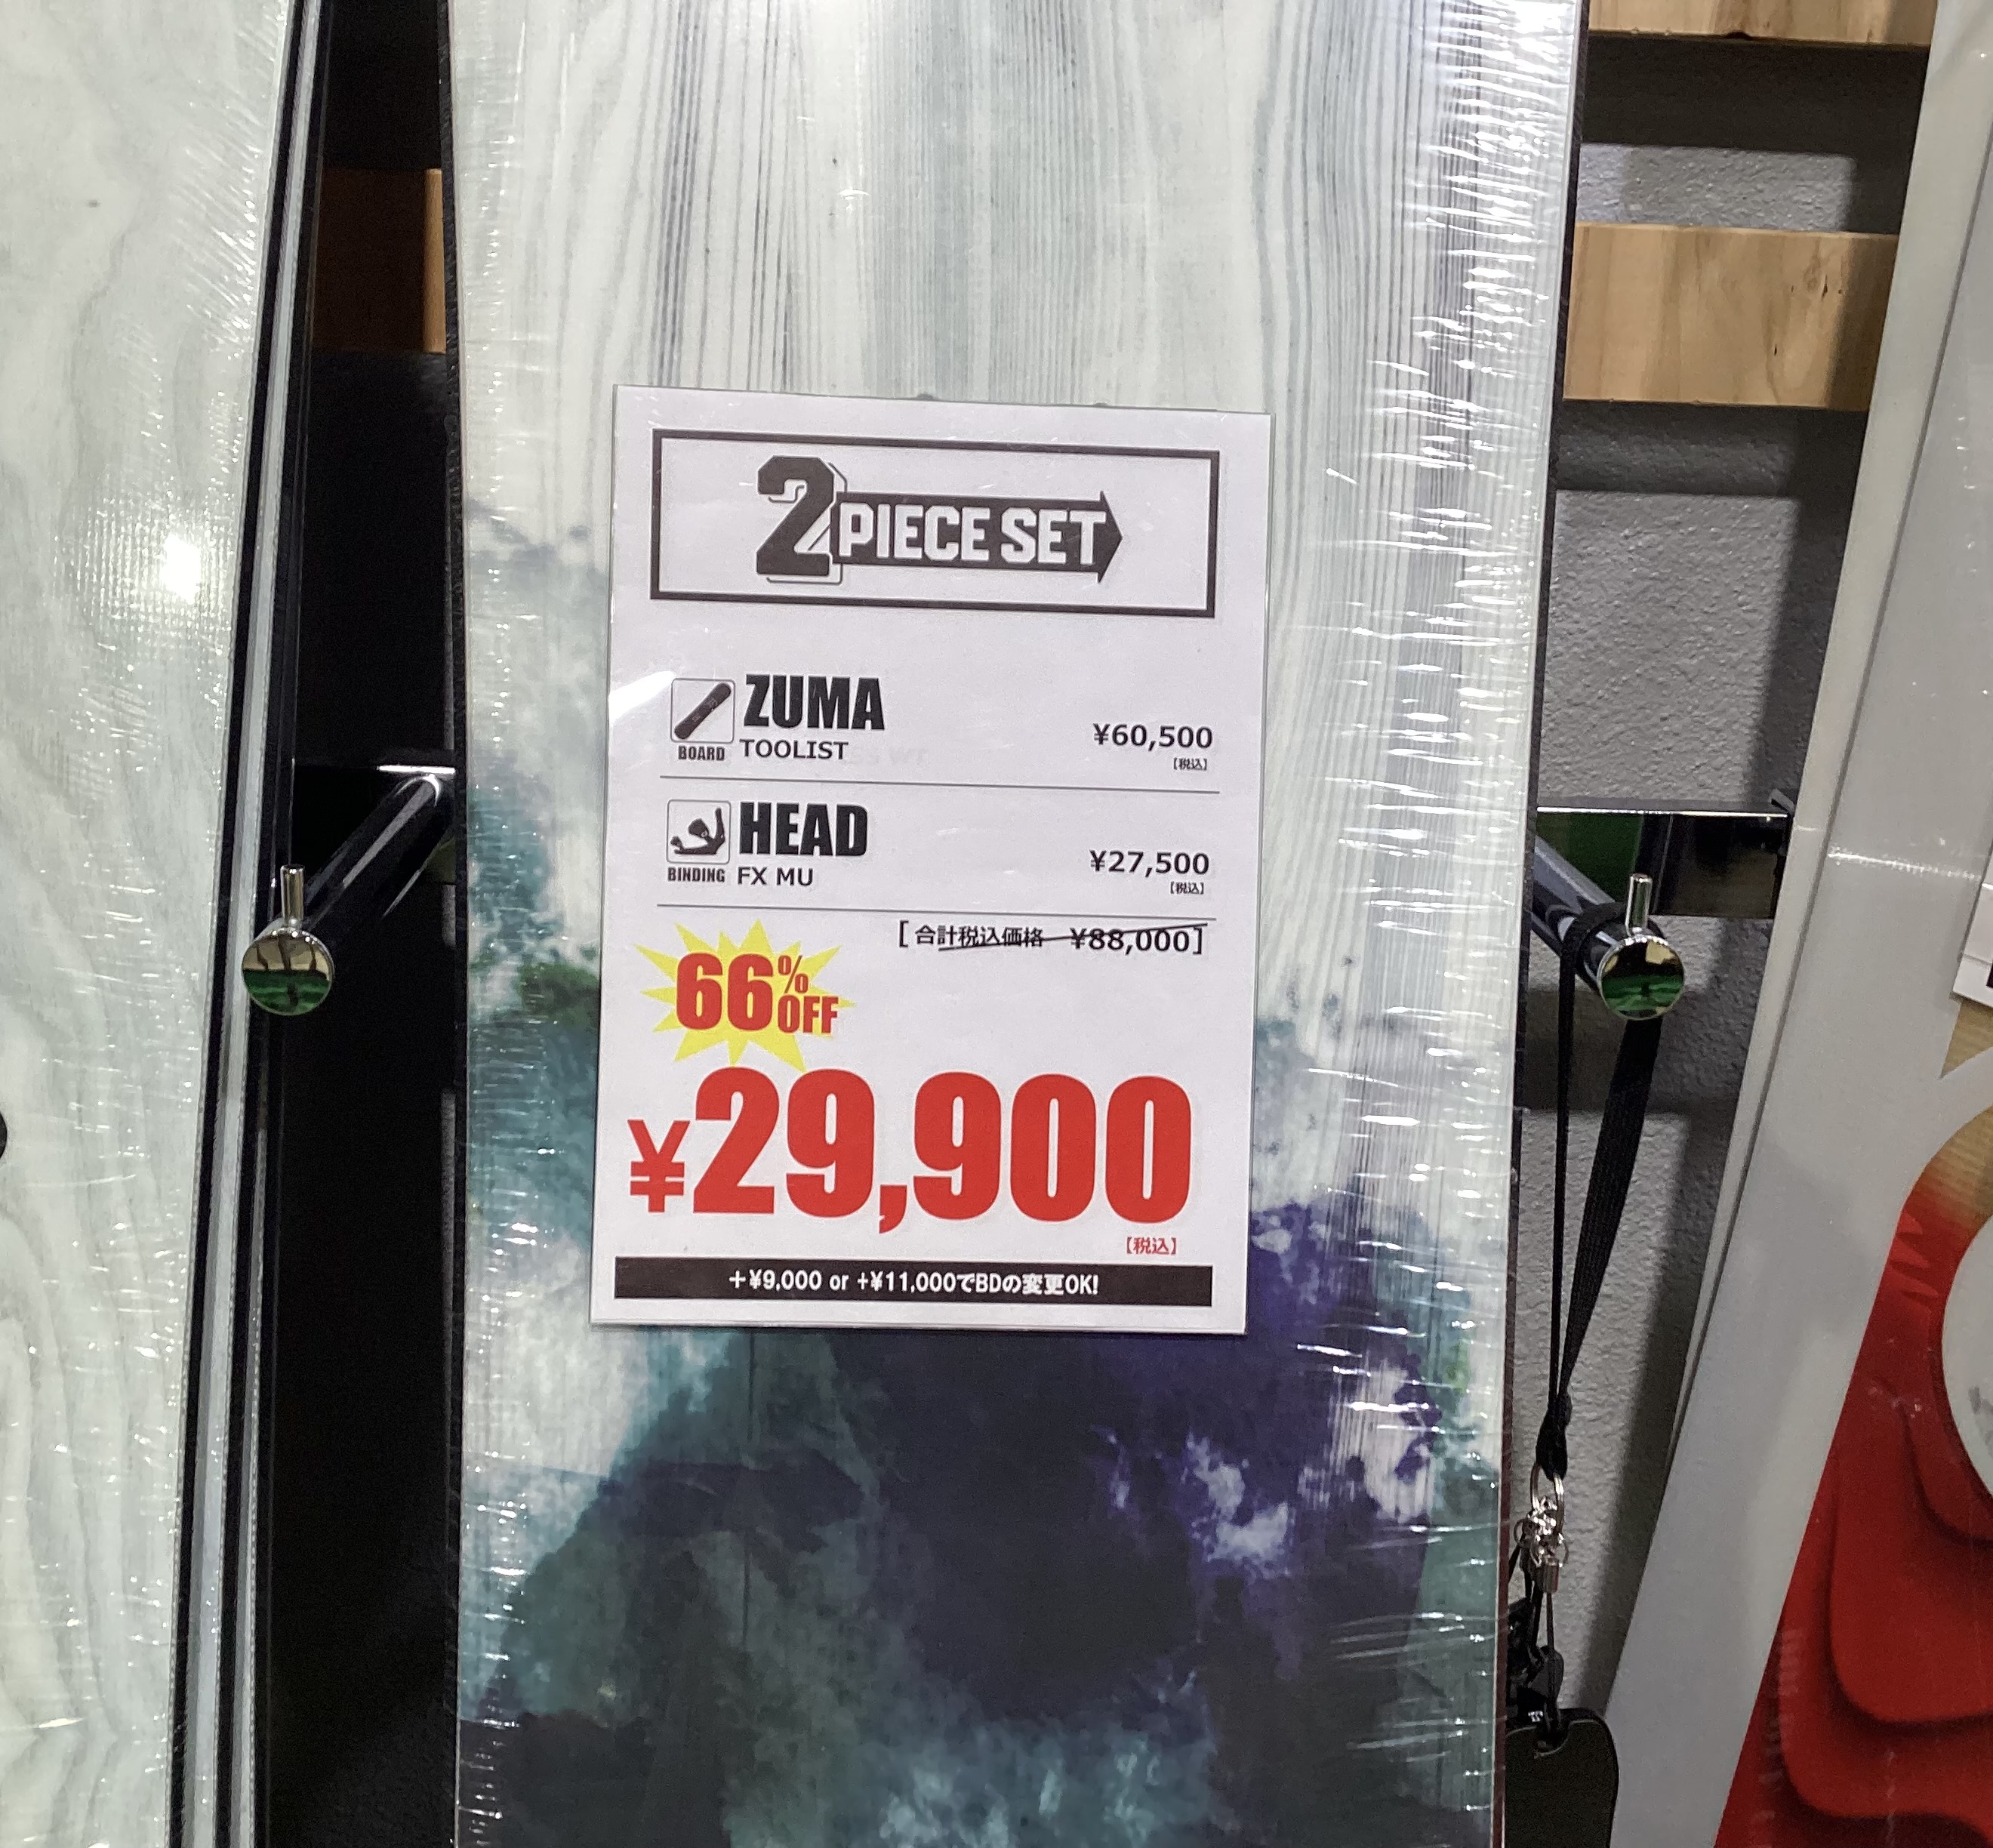 2 PIECE SET
ZUMA
BOARD TOOLIST ¥60,500
[税込]
HEAD
BINDING FX MU ¥27,500
[税込]
[合計税込価格 ¥88,000]
66% OFF
¥29,900
[税込]
+¥9,000 or +¥11,000でBDの変更OK!